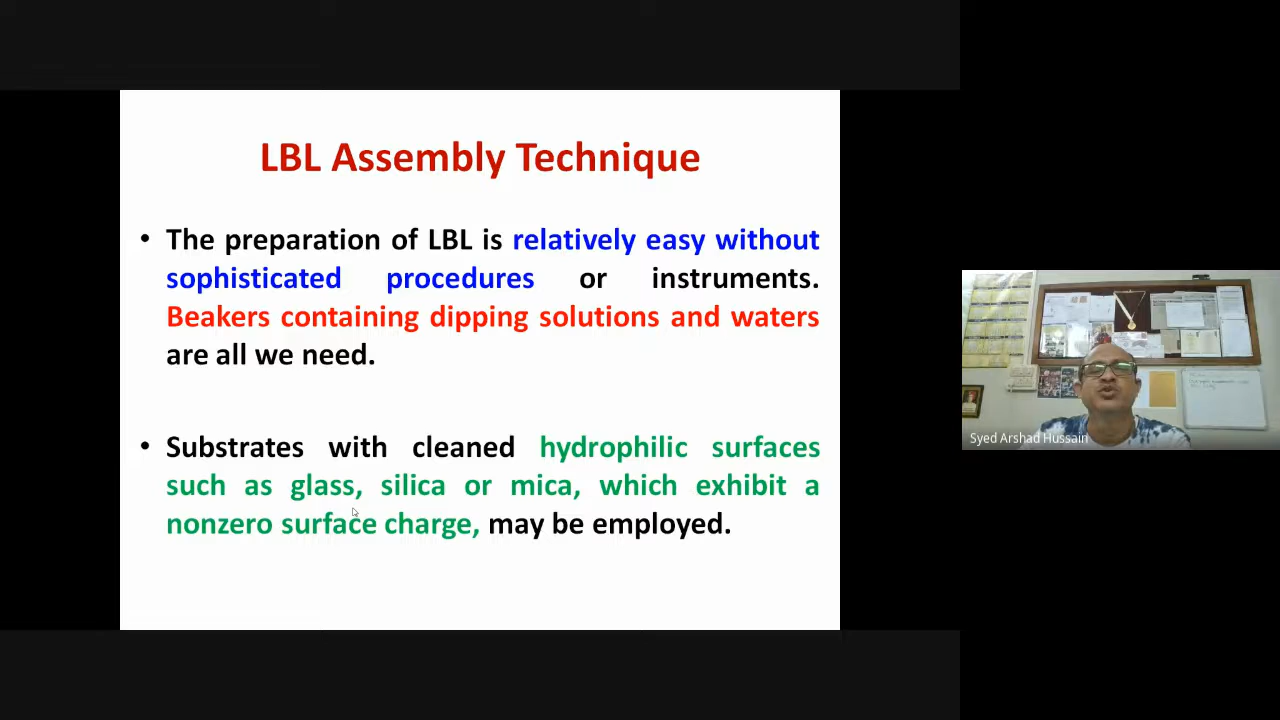 LBL Assembly Technique
• The preparation of LBL is relatively easy without
sophisticated procedures or instruments.
Beakers containing dipping solutions and waters
are all we need.
• Substrates with cleaned hydrophilic surfaces
such as glass, silica or mica, which exhibit a
nonzero surface charge, may be employed.
Syed Arshad Hussain